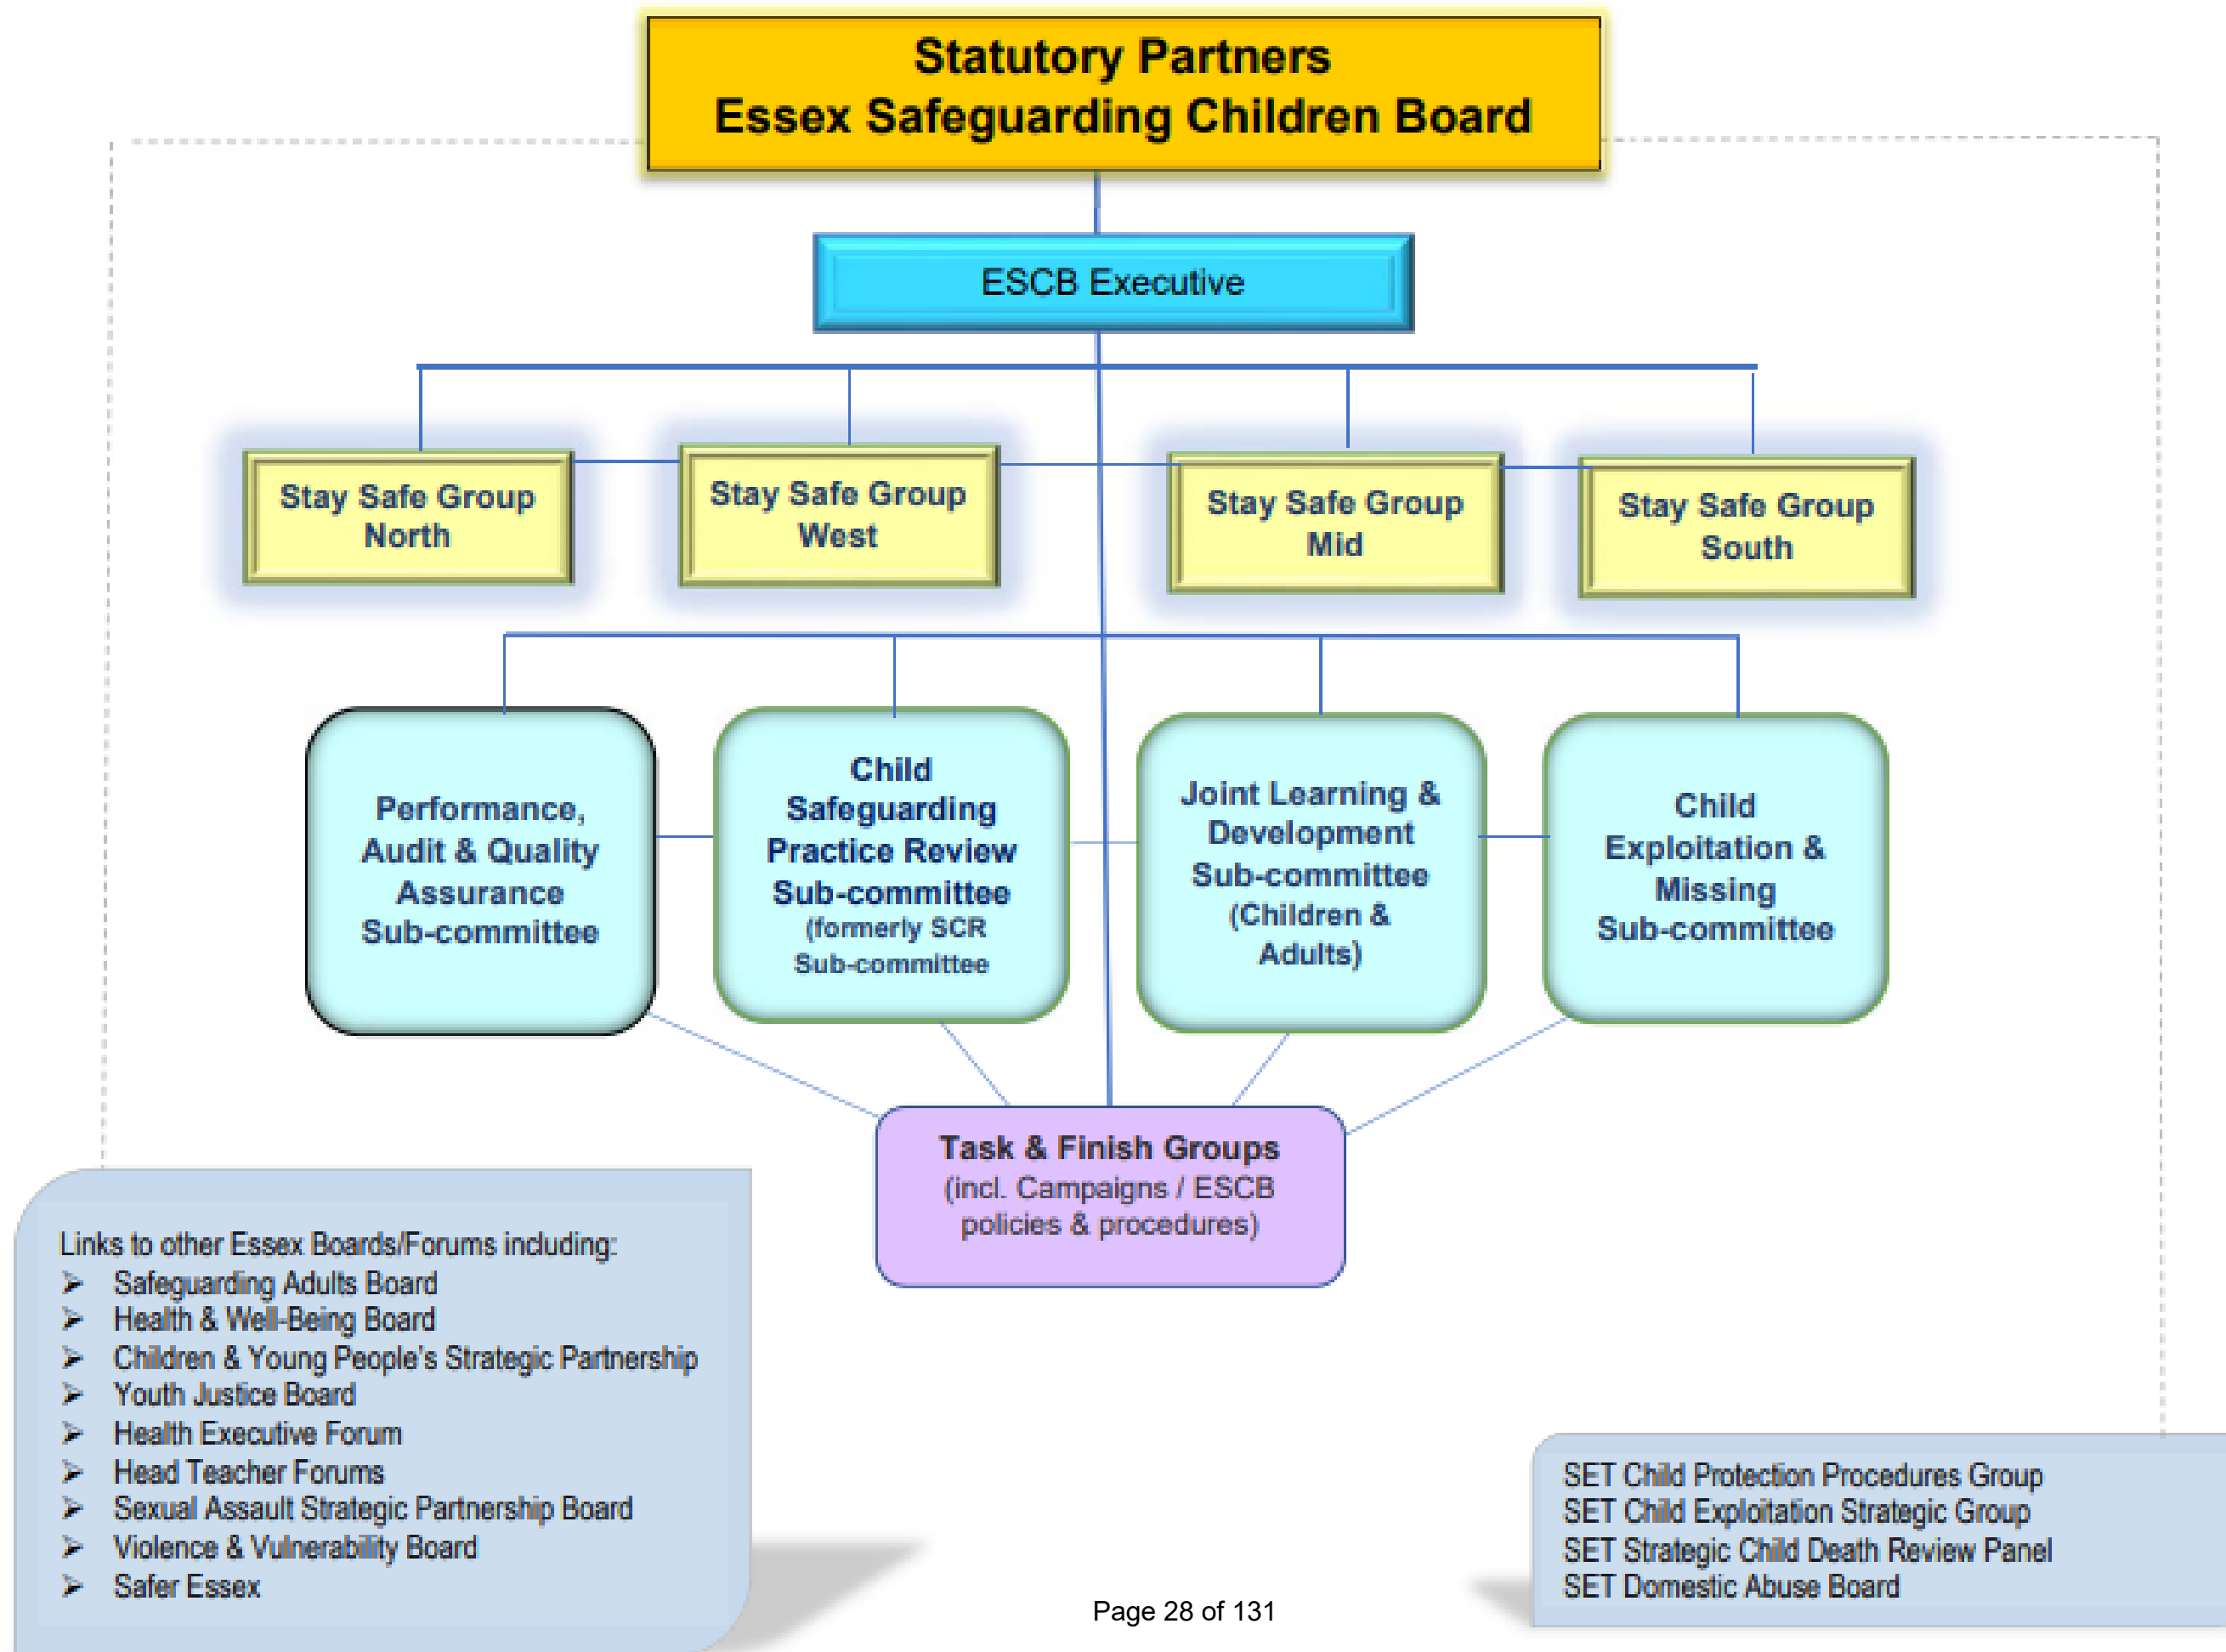 Statutory Partners
Essex Safeguarding Children Board
ESCB Executive
Stay Safe Group
North
Stay Safe Group
West
Stay Safe Group
Mid
Stay Safe Group
South
Performance,
Audit & Quality
Assurance
Sub-committee
Child
Safeguarding
Practice Review
Sub-committee
(formerly SCR
Sub-committee
Joint Learning &
Development
Sub-committee
(Children &
Adults)
Child
Exploitation &
Missing
Sub-committee
Task & Finish Groups
(incl. Campaigns / ESCB
policies & procedures)
Links to other Essex Boards/Forums including:
➢ Safeguarding Adults Board
➢ Health & Well-Being Board
➢ Children & Young People's Strategic Partnership
➢ Youth Justice Board
➢ Health Executive Forum
➢ Head Teacher Forums
➢ Sexual Assault Strategic Partnership Board
➢ Violence & Vulnerability Board
➢ Safer Essex
SET Child Protection Procedures Group
SET Child Exploitation Strategic Group
SET Strategic Child Death Review Panel
SET Domestic Abuse Board
Page 28 of 131